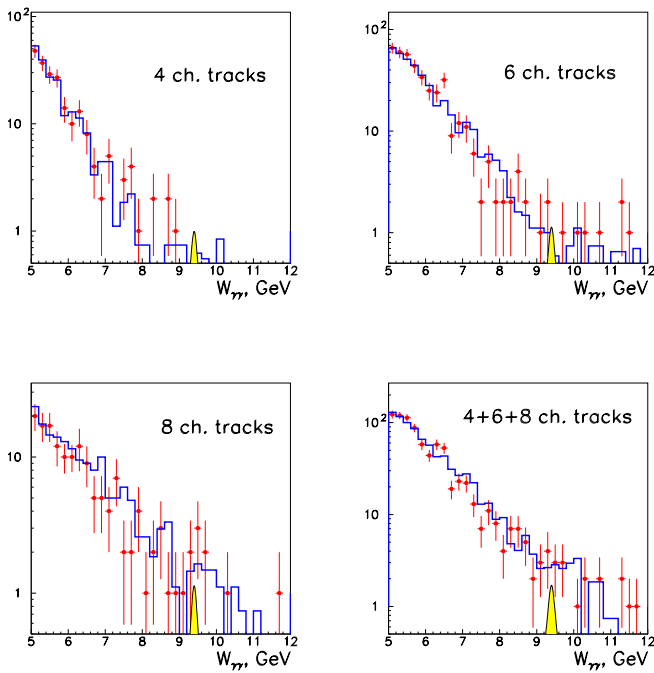 10²
4 ch. tracks
10
1
5 6 7 8 9 10 11 12
W_γγ, GeV
10²
6 ch. tracks
10
1
5 6 7 8 9 10 11 12
W_γγ, GeV
8 ch. tracks
10
1
5 6 7 8 9 10 11 12
W_γγ, GeV
4+6+8 ch. tracks
10²
10
1
5 6 7 8 9 10 11 12
W_γγ, GeV